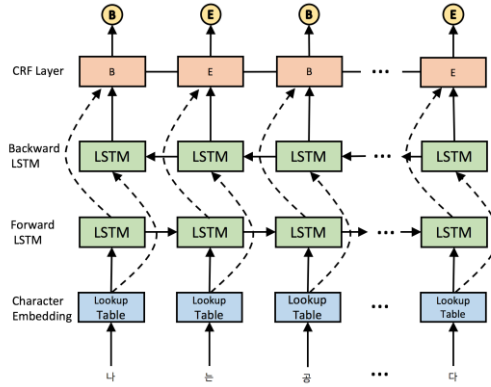 B E B E
CRF Layer B E B ... E
Backward LSTM LSTM LSTM LSTM ... LSTM
LSTM
Forward LSTM LSTM LSTM ... LSTM
LSTM
Character Lookup Lookup Lookup ... Lookup
Embedding Table Table Table Table
나 는 공 ... 다